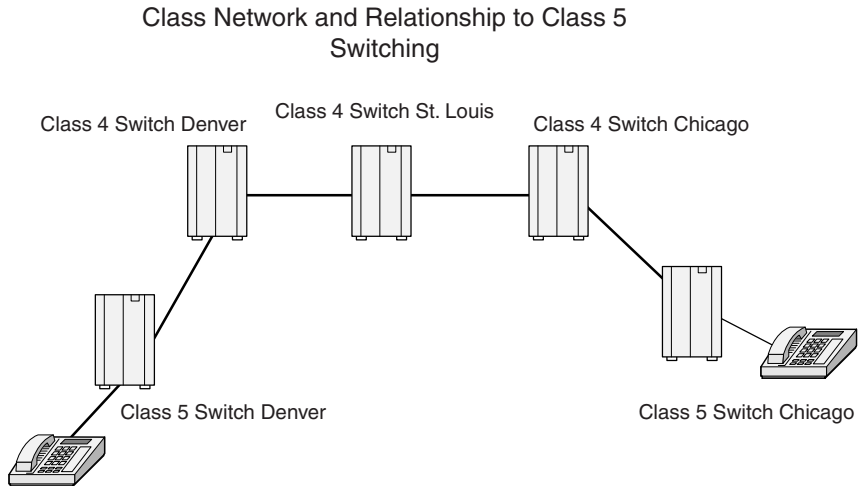 Class Network and Relationship to Class 5
Switching
Class 4 Switch Denver
Class 4 Switch St. Louis
Class 4 Switch Chicago
Class 5 Switch Denver
Class 5 Switch Chicago